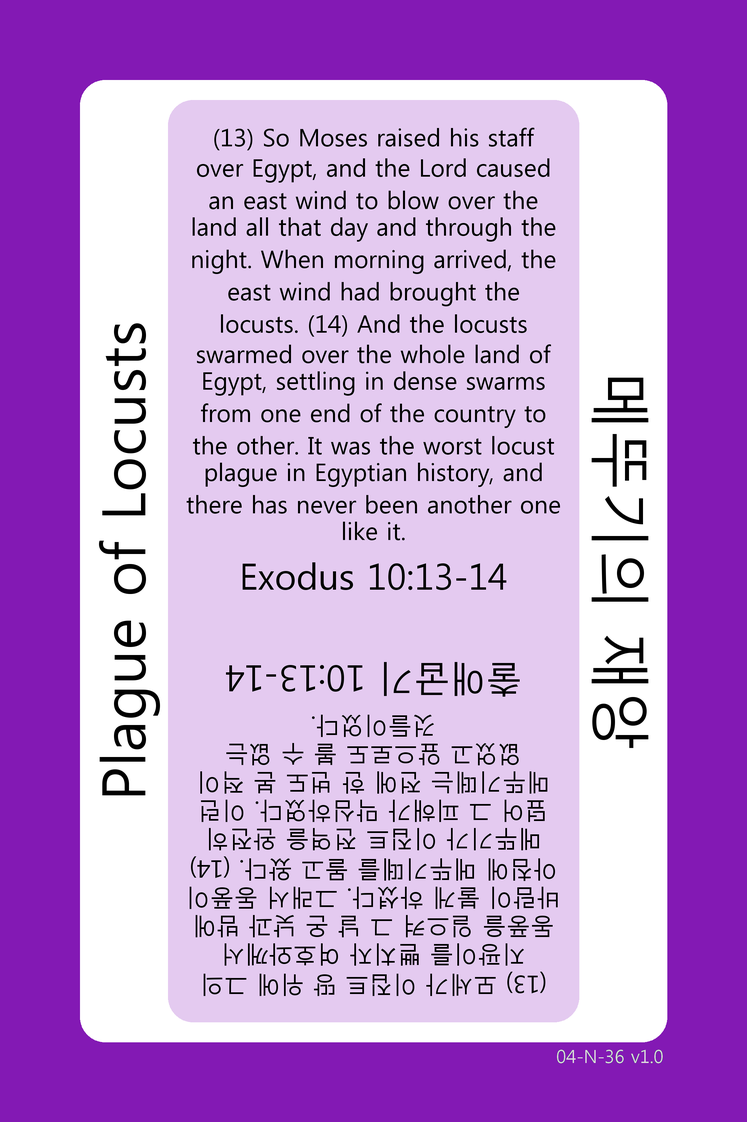 (13) So Moses raised his staff
over Egypt, and the Lord caused
an east wind to blow over the
land all that day and through the
night. When morning arrived, the
east wind had brought the
locusts. (14) And the locusts
swarmed over the whole land of
Egypt, settling in dense swarms
from one end of the country to
the other. It was the worst locust
plague in Egyptian history, and
there has never been another one
like it.
Exodus 10:13-14
Plague of Locusts
메뚜기의 재앙
(13) 모세가 이집트 땅 위에 그의
지팡이를 뻗치자 여호와께서
동풍을 일으켜 그 날 온 낮과 밤에
바람이 불게 하셨다. 그래서 동풍이
아침에 메뚜기떼를 몰고 왔다. (14)
메뚜기가 이집트 전역을 완전히
덮어 그 피해가 막심하였다. 이런
메뚜기떼는 전에 한 번도 본 적이
없었고 앞으로도 볼 수 없는
것들이었다.
출애굽기 10:13-14
04-N-36 v1.0